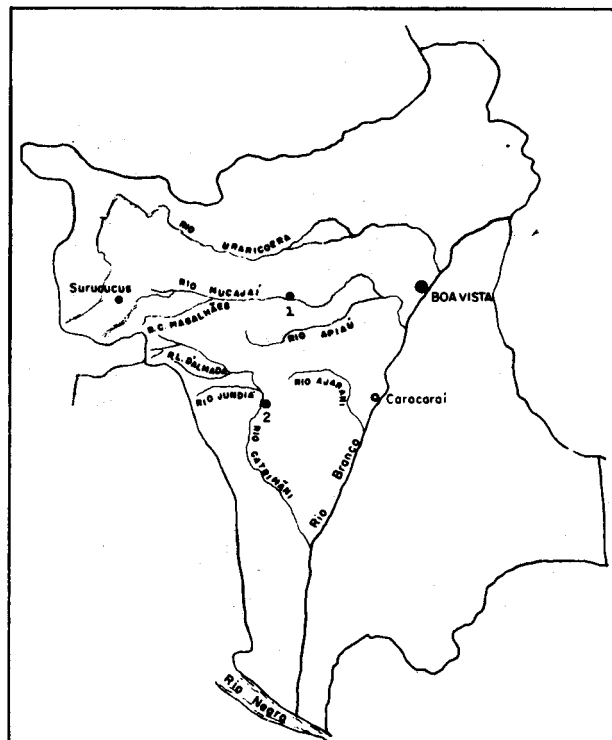 RIO URARICOERA
Surucucus
RIO MUCAJAÍ
1
BOA VISTA
R.C. MAGALHÃES
RIO APIAÚ
R.L. D'ALMADA
RIO AJARANI
RIO JUNDIÁ
Caracaraí
2
RIO CATRIMÂNI
Rio Branco
Rio Negro